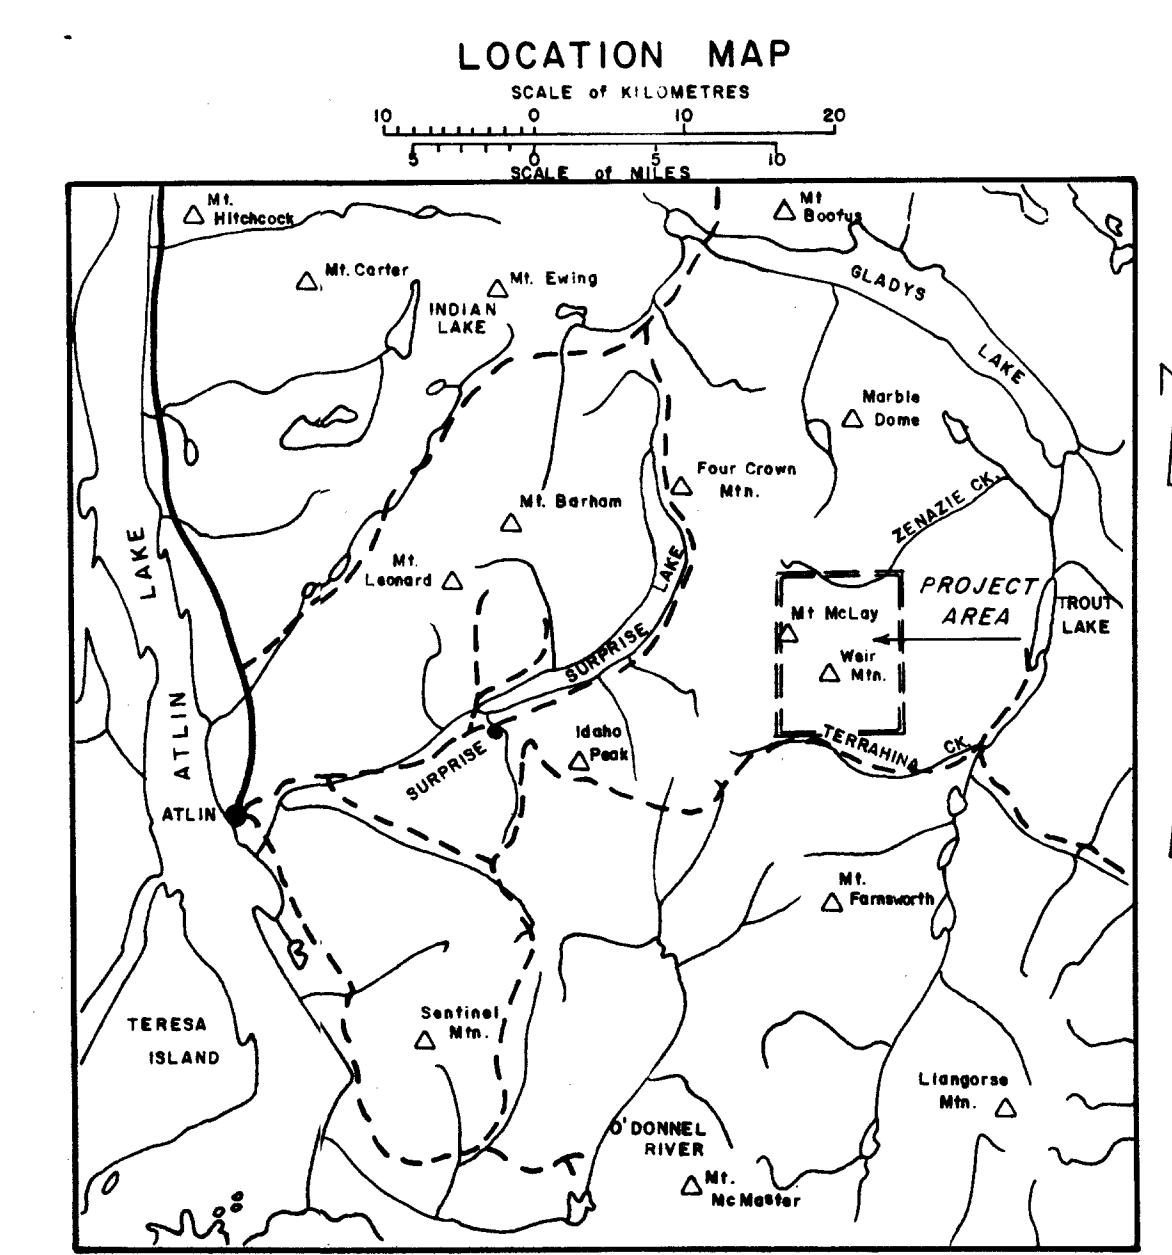 LOCATION MAP
SCALE of KILOMETRES
10 0 10 20
5 0 5 10
SCALE of MILES
Mt.
Hitchcock
Mt
Boofus
Mt. Carter
Mt. Ewing
GLADYS
LAKE
INDIAN
LAKE
Marble
Dome
Four Crown
Mtn.
Mt. Barham
ZENAZIE CK.
LAKE
ATLIN
Mt.
Leonard
SURPRISE
LAKE
PROJECT
AREA
TROUT
LAKE
Mt McLay
Weir
Mtn.
Idaho
Peak
SURPRISE
TERRAHINA CK.
ATLIN
Mt.
Farnsworth
TERESA
ISLAND
Sentinel
Mtn.
Llangorse
Mtn.
O'DONNEL
RIVER
Mt.
McMaster